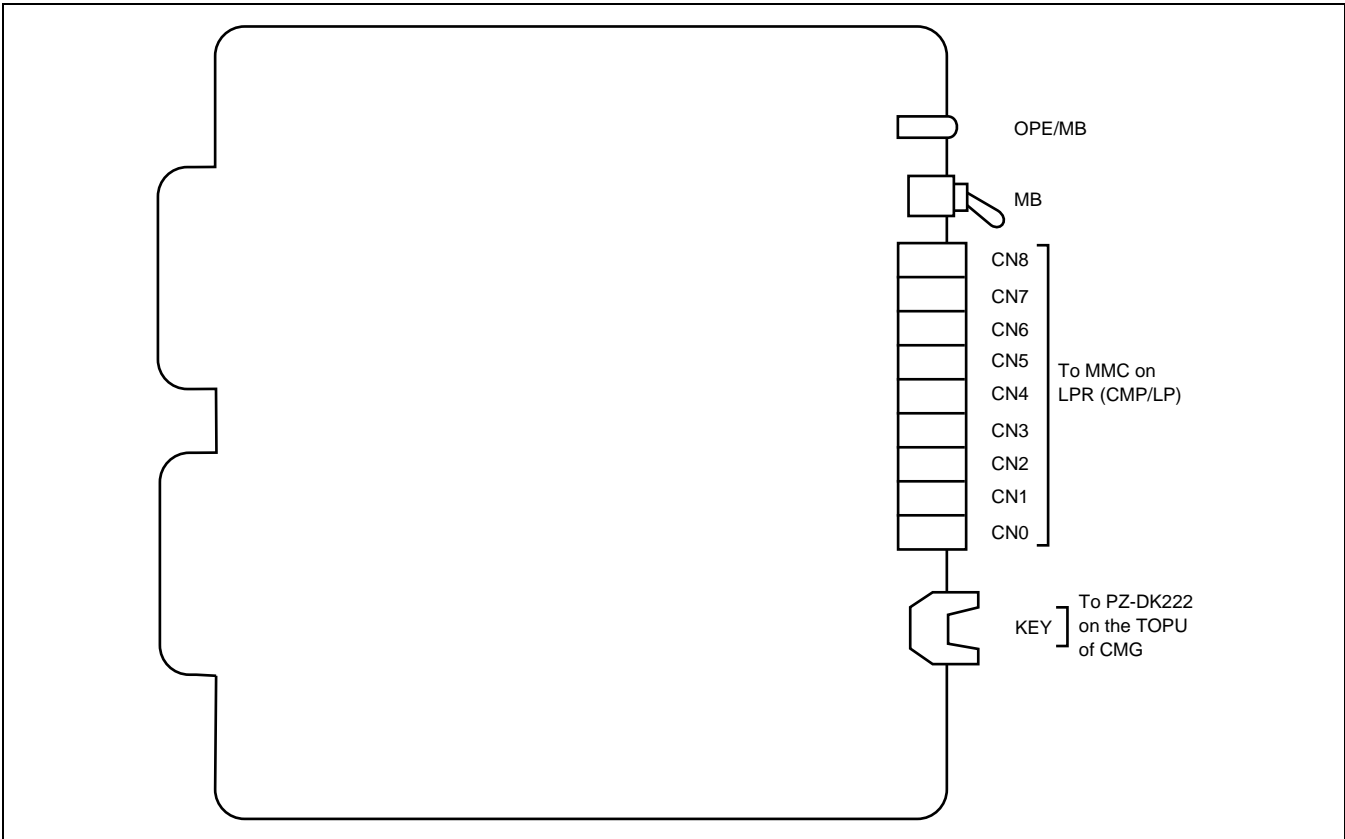 OPE/MB
MB
CN8
CN7
CN6
CN5
CN4
CN3
CN2
CN1
CN0
To MMC on
LPR (CMP/LP)
KEY
To PZ-DK222
on the TOPU
of CMG